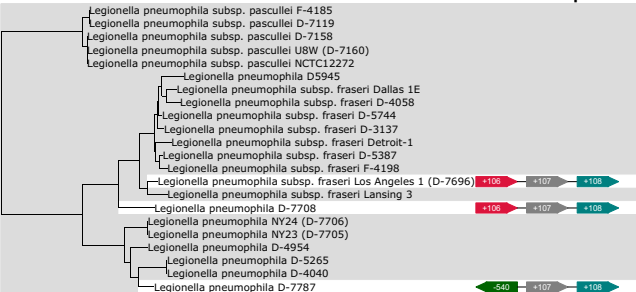 Legionella pneumophila subsp. pascullei F-4185
Legionella pneumophila subsp. pascullei D-7119
Legionella pneumophila subsp. pascullei D-7158
Legionella pneumophila subsp. pascullei U8W (D-7160)
Legionella pneumophila subsp. pascullei NCTC12272
Legionella pneumophila D5945
Legionella pneumophila subsp. fraseri Dallas 1E
Legionella pneumophila subsp. fraseri D-4058
Legionella pneumophila subsp. fraseri D-5744
Legionella pneumophila subsp. fraseri D-3137
Legionella pneumophila subsp. fraseri Detroit-1
Legionella pneumophila subsp. fraseri D-5387
Legionella pneumophila subsp. fraseri F-4198
Legionella pneumophila subsp. fraseri Los Angeles 1 (D-7696) +106 +107 +108
Legionella pneumophila subsp. fraseri Lansing 3
Legionella pneumophila D-7708 +106 +107 +108
Legionella pneumophila NY24 (D-7706)
Legionella pneumophila NY23 (D-7705)
Legionella pneumophila D-4954
Legionella pneumophila D-5265
Legionella pneumophila D-4040
Legionella pneumophila D-7787 -540 +107 +108